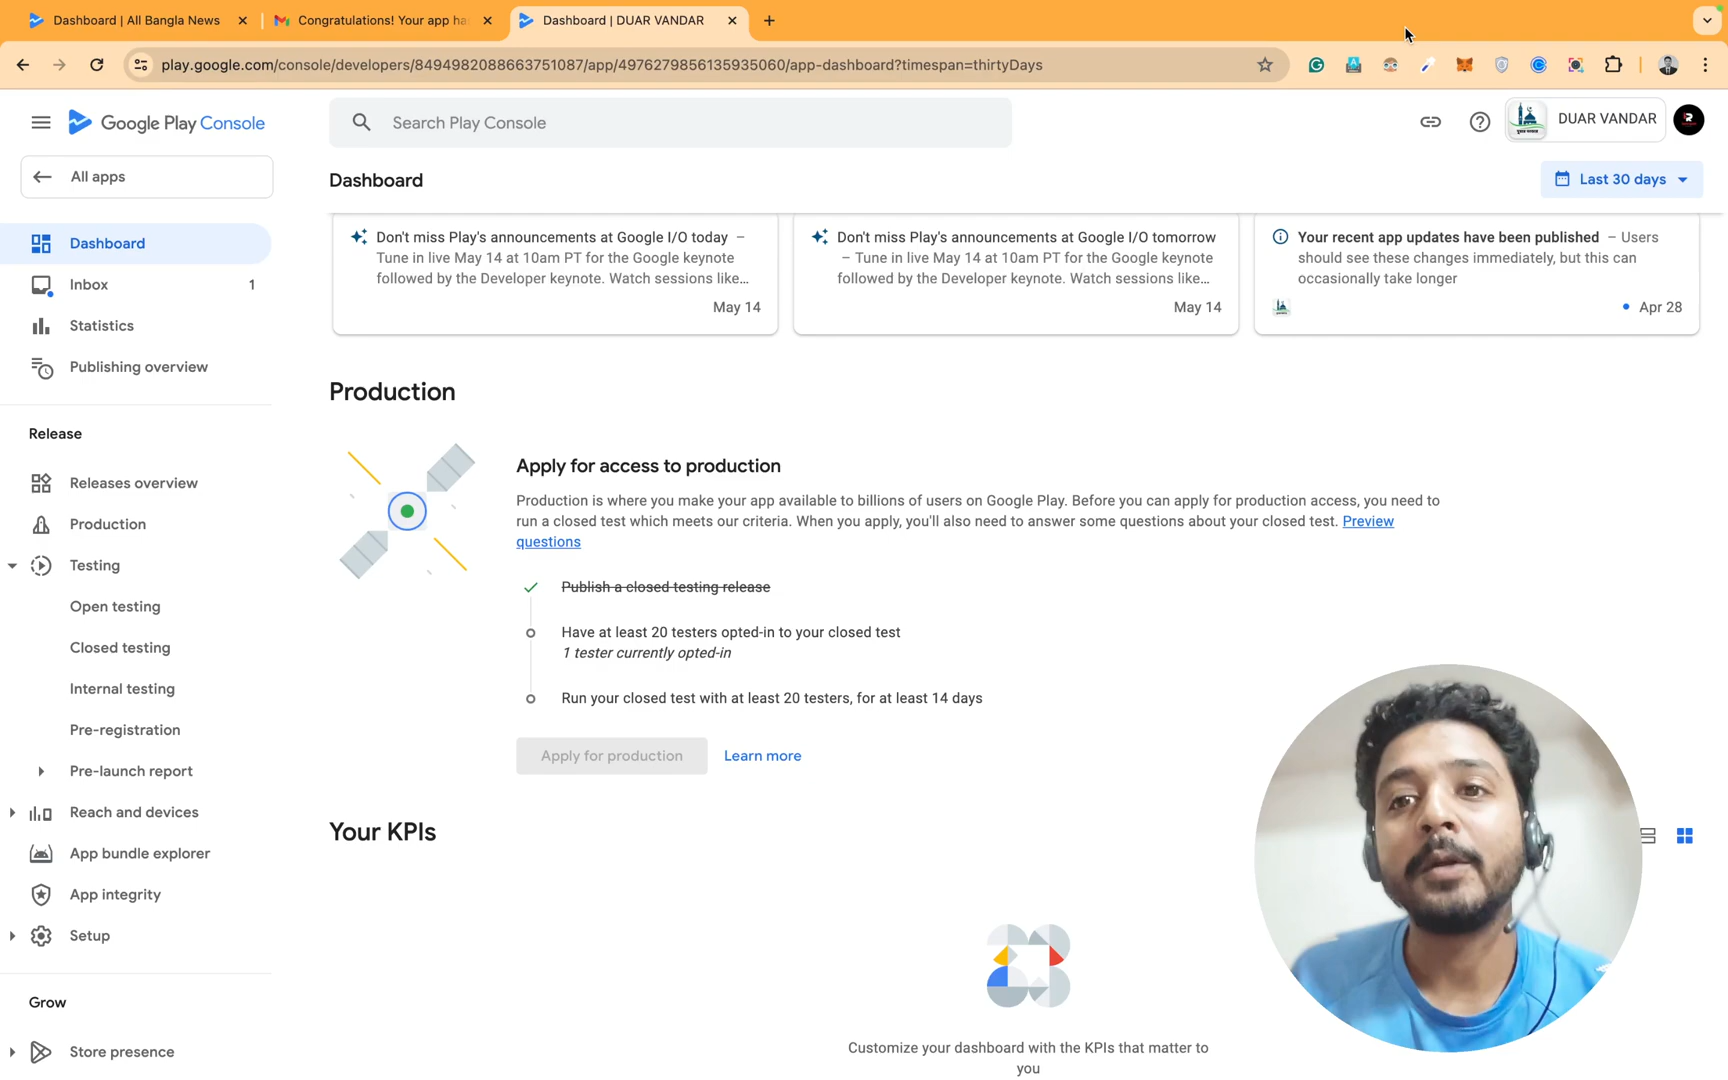 Dashboard | All Bangla News
Congratulations! Your app ha
Dashboard | DUAR VANDAR
play.google.com/console/developers/8494982088663751087/app/4976279856135935060/app-dashboard?timespan=thirtyDays
Google Play Console
Search Play Console
DUAR VANDAR
All apps
Dashboard
Last 30 days
Dashboard
Inbox
1
Statistics
Publishing overview
Release
Releases overview
Production
Testing
Open testing
Closed testing
Internal testing
Pre-registration
Pre-launch report
Reach and devices
App bundle explorer
App integrity
Setup
Grow
Store presence
Don't miss Play's announcements at Google I/O today –
Tune in live May 14 at 10am PT for the Google keynote
followed by the Developer keynote. Watch sessions like...
May 14
Don't miss Play's announcements at Google I/O tomorrow
– Tune in live May 14 at 10am PT for the Google keynote
followed by the Developer keynote. Watch sessions like...
May 14
Your recent app updates have been published – Users
should see these changes immediately, but this can
occasionally take longer
Apr 28
Production
Apply for access to production
Production is where you make your app available to billions of users on Google Play. Before you can apply for production access, you need to
run a closed test which meets our criteria. When you apply, you'll also need to answer some questions about your closed test. Preview
questions
Publish a closed testing release
Have at least 20 testers opted-in to your closed test
1 tester currently opted-in
Run your closed test with at least 20 testers, for at least 14 days
Apply for production
Learn more
Your KPIs
Customize your dashboard with the KPIs that matter to
you